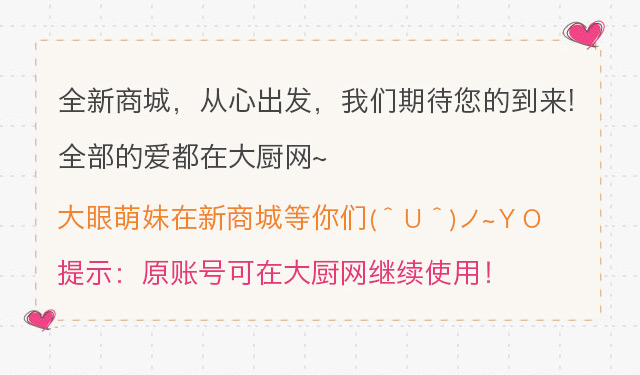 全新商城，从心出发，我们期待您的到来!
全部的爱都在大厨网~
大眼萌妹在新商城等你们(＾Ｕ＾)ノ~ＹＯ
提示：原账号可在大厨网继续使用！